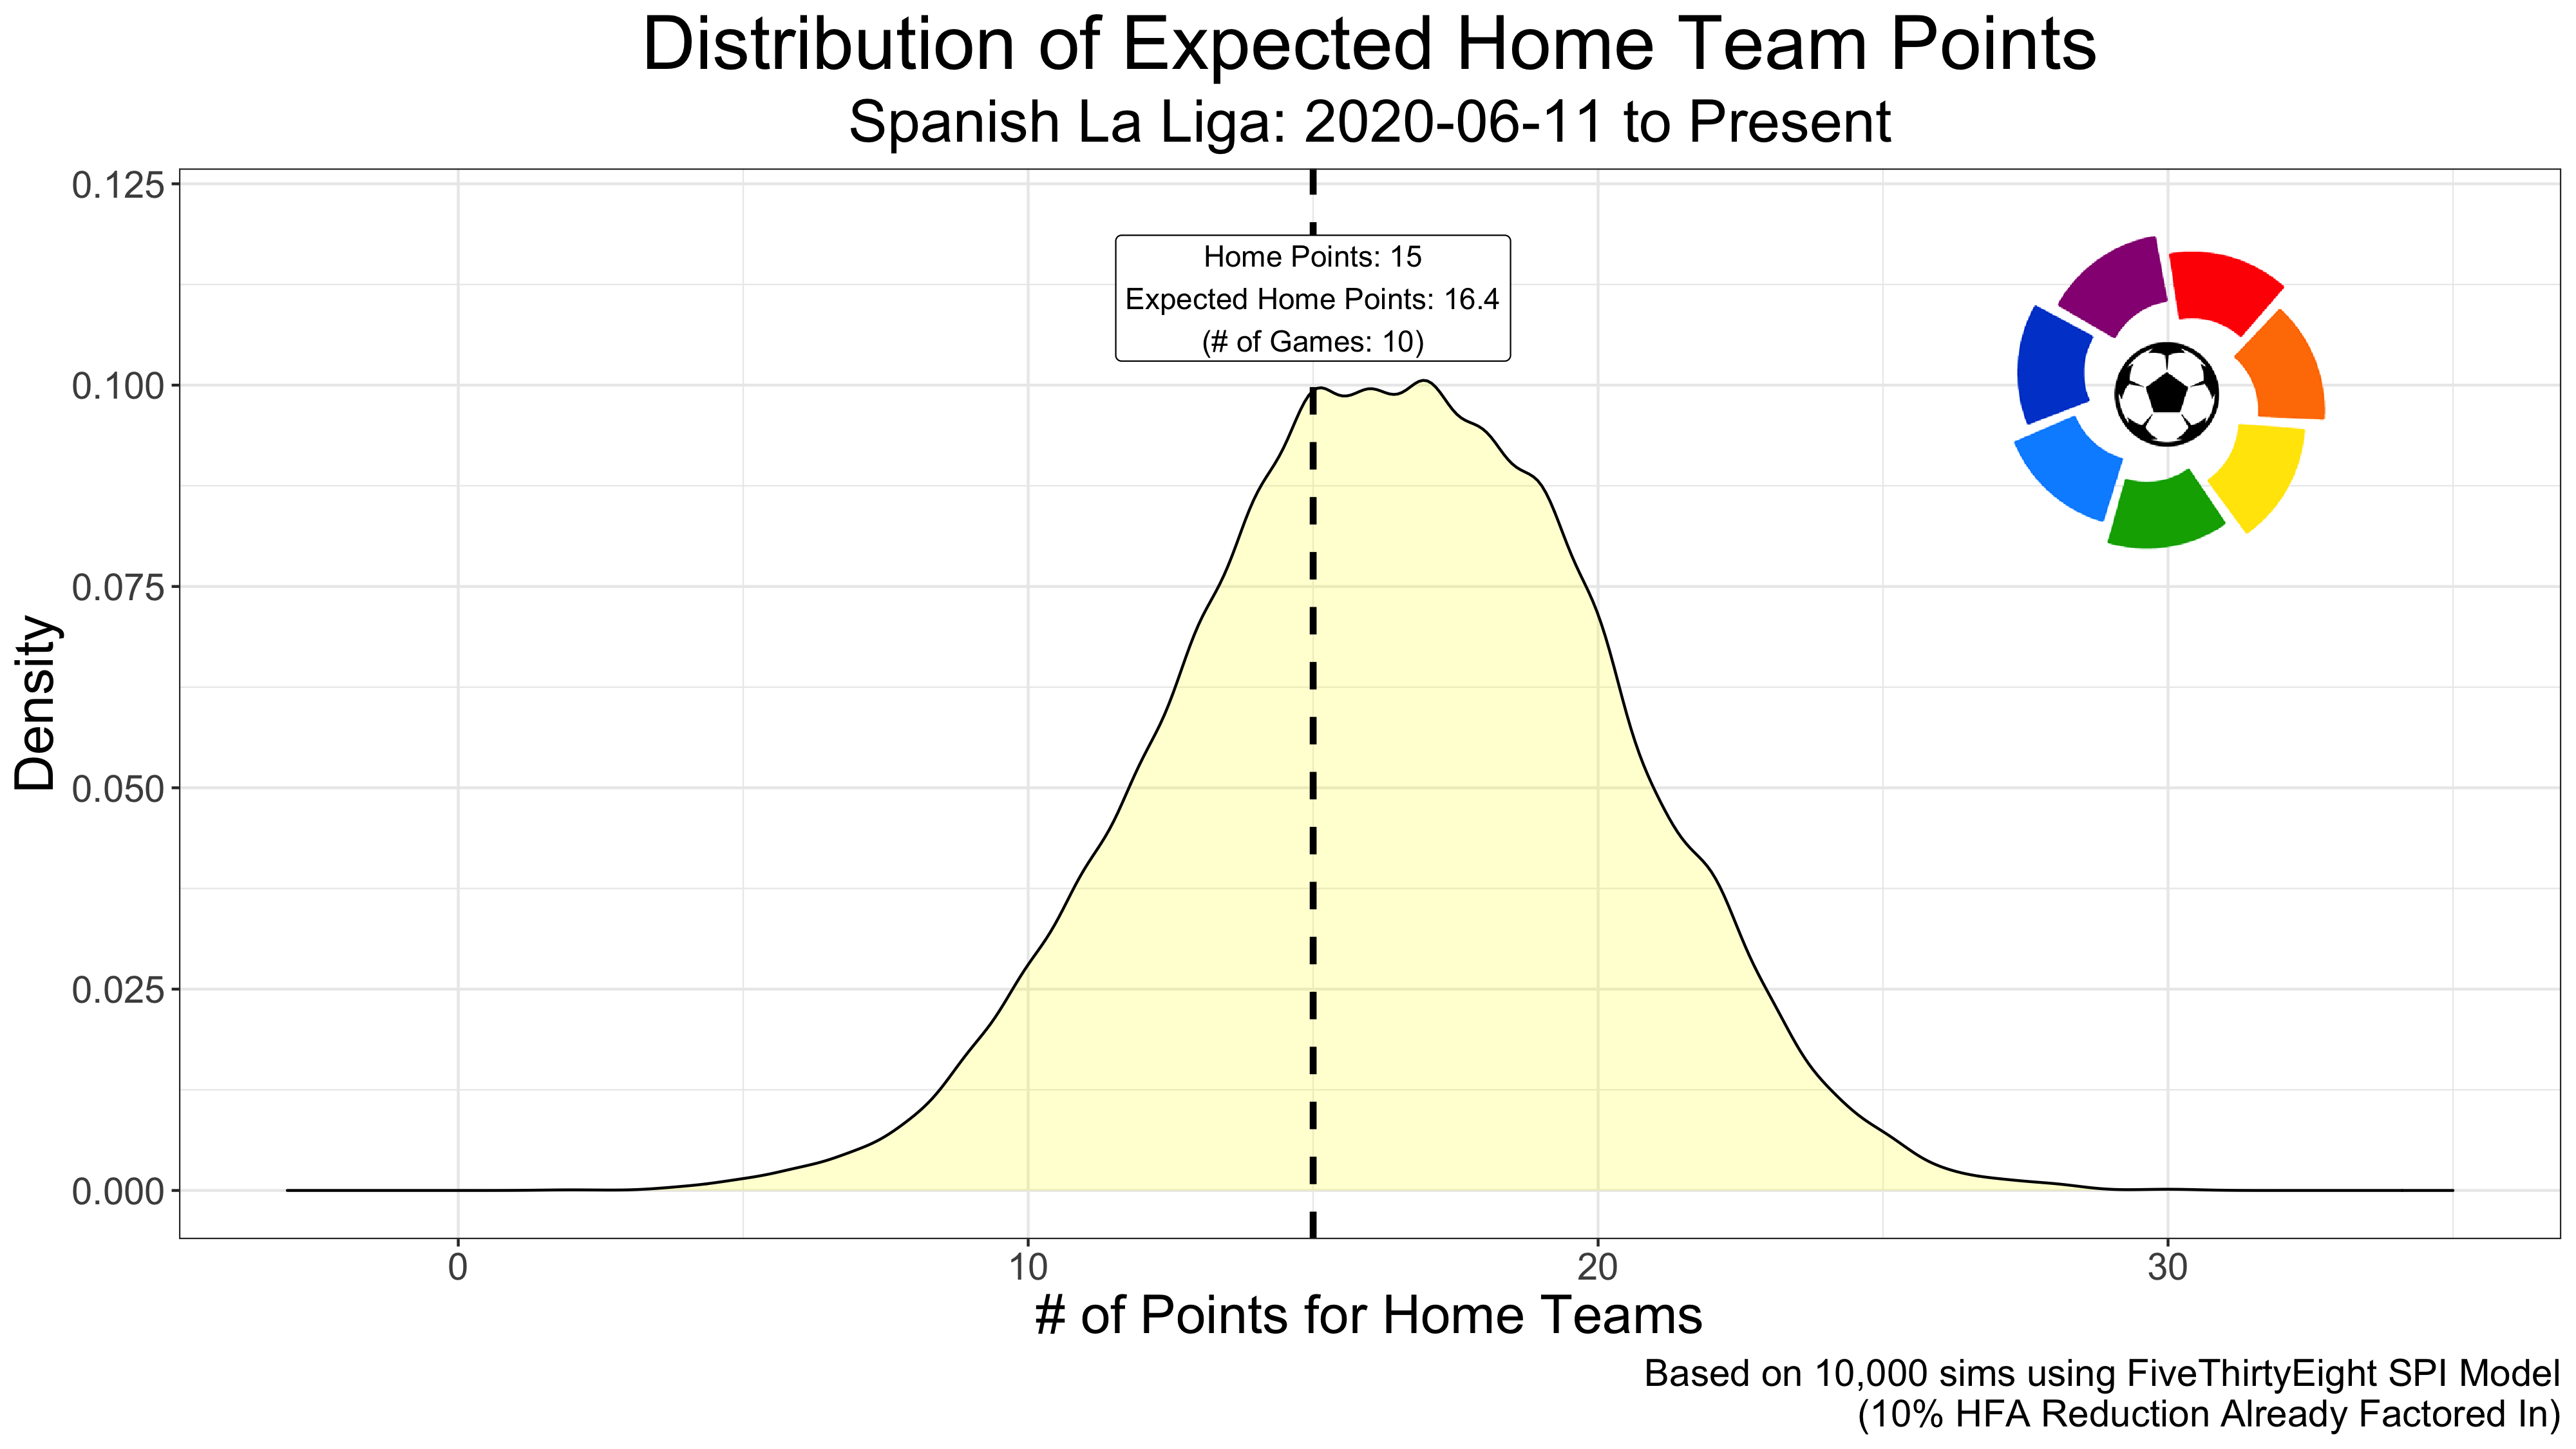 Distribution of Expected Home Team Points
Spanish La Liga: 2020-06-11 to Present
0.125
Home Points: 15
Expected Home Points: 16.4
(# of Games: 10)
0.100
0.075
Density
0.050
0.025
0.000
0 10 20 30
# of Points for Home Teams
Based on 10,000 sims using FiveThirtyEight SPI Model
(10% HFA Reduction Already Factored In)